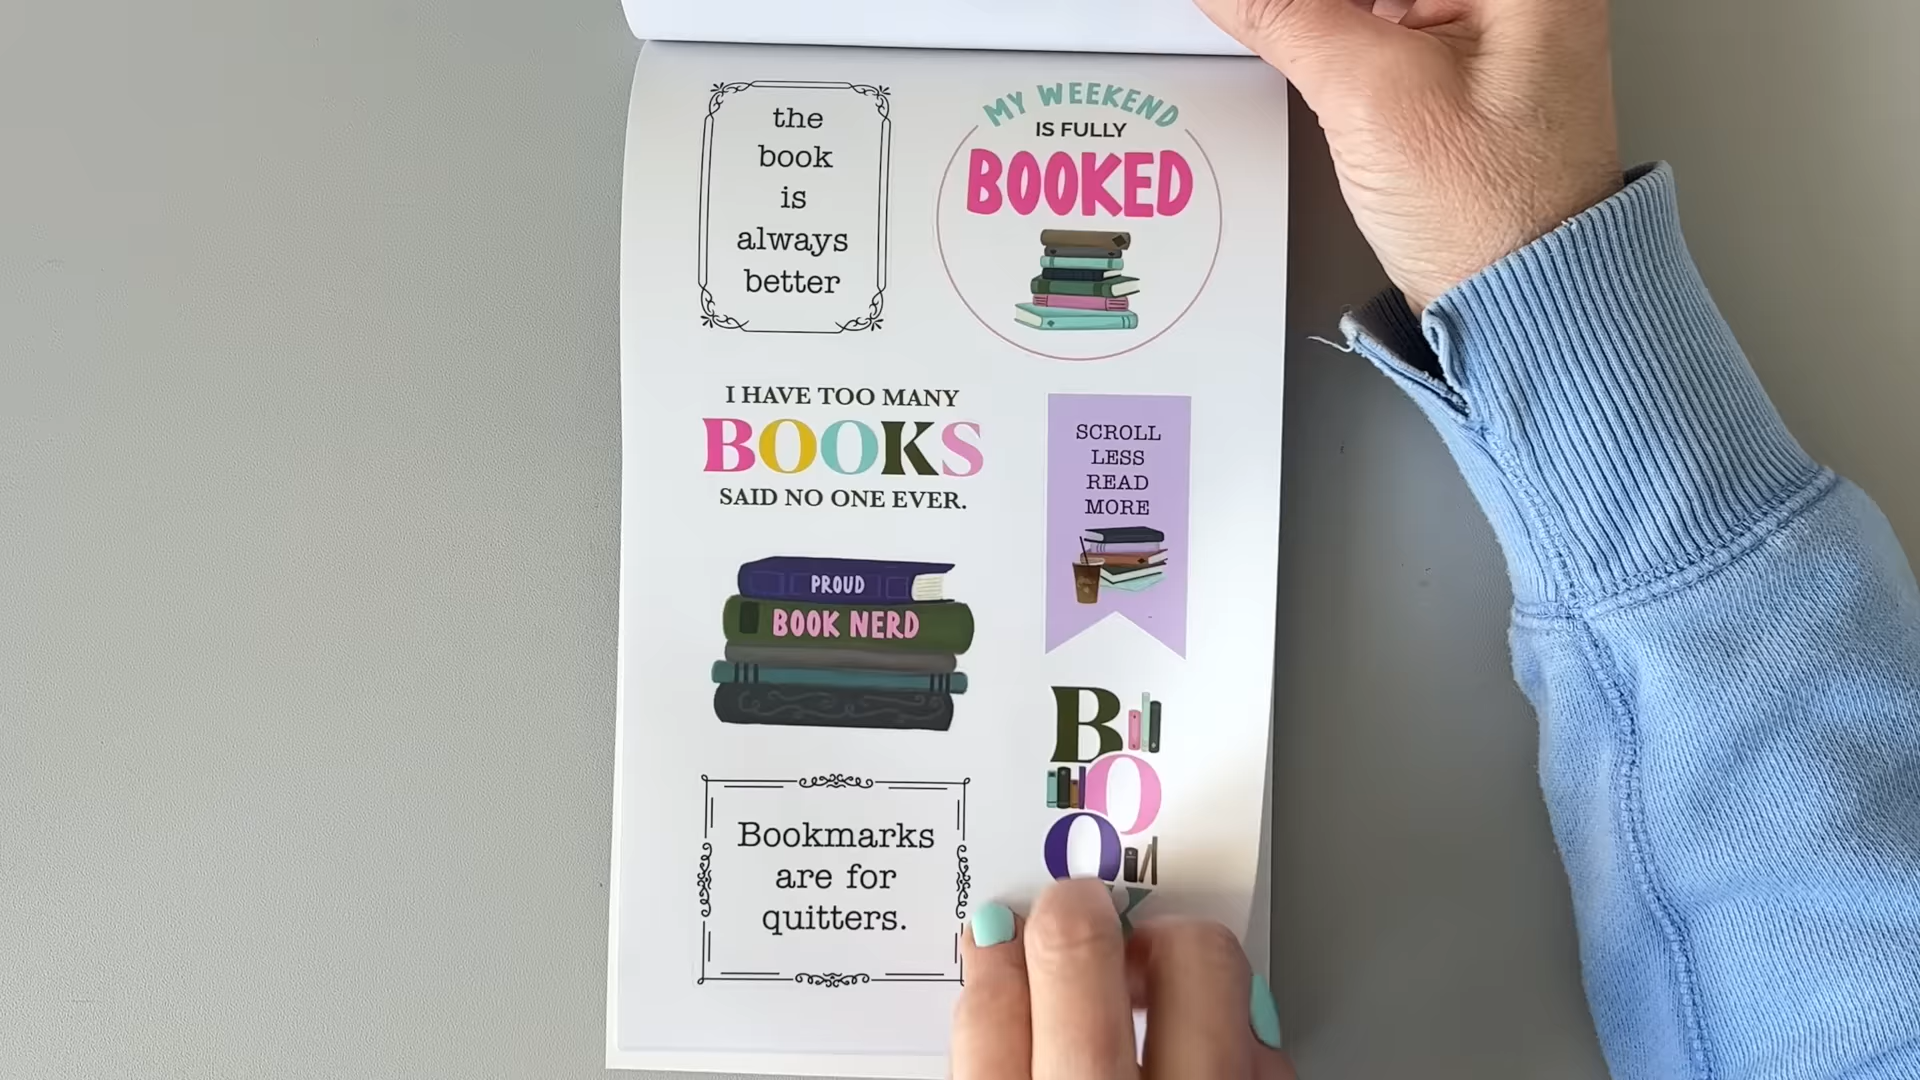 the
book
is
always
better
MY WEEKEND
IS FULLY
BOOKED
I HAVE TOO MANY
BOOKS
SAID NO ONE EVER.
SCROLL
LESS
READ
MORE
PROUD
BOOK NERD
B
O
O
K
Bookmarks
are for
quitters.